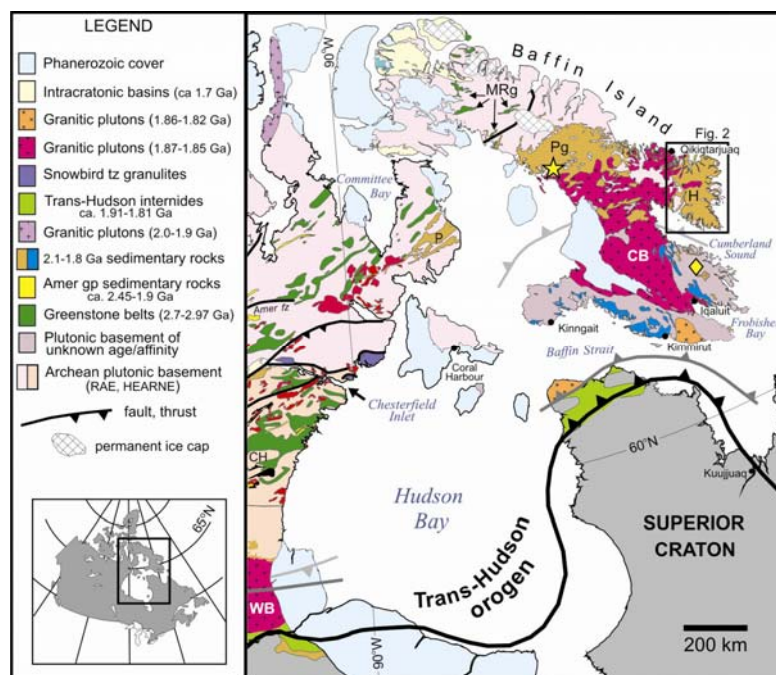 LEGEND
Phanerozoic cover
Intracratonic basins (ca 1.7 Ga)
Granitic plutons (1.86-1.82 Ga)
Granitic plutons (1.87-1.85 Ga)
Snowbird tz granulites
Trans-Hudson internides
ca. 1.91-1.81 Ga
Granitic plutons (2.0-1.9 Ga)
2.1-1.8 Ga sedimentary rocks
Amer gp sedimentary rocks
ca. 2.45-1.9 Ga
Greenstone belts (2.7-2.97 Ga)
Plutonic basement of
unknown age/affinity
Archean plutonic basement
(RAE, HEARNE)
fault, thrust
permanent ice cap
65°N
90°W
Baffin Island
MRg
Fig. 2
Pg
Qikiqtarjuaq
H
Committee
Bay
P
Cumberland
Sound
CB
Amer tz
Iqaluit
Kinngait
Frobisher
Bay
Kimmirut
Baffin Strait
Coral
Harbour
Chesterfield
Inlet
CH
60°N
Kuujjuaq
Hudson
Bay
SUPERIOR
CRATON
Trans-Hudson
orogen
WB
90°W
200 km